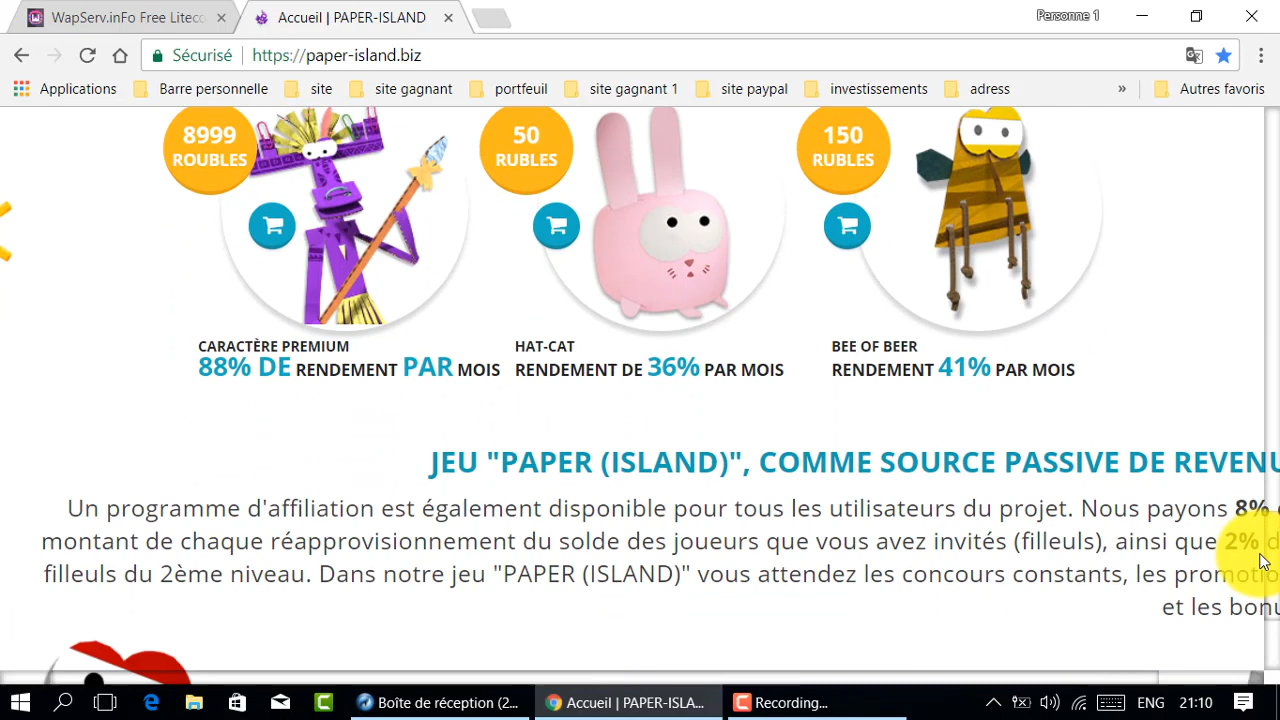 WapServ.inFo Free Liteco
Accueil | PAPER-ISLAND
Personne 1
Sécurisé
https://paper-island.biz
Applications
Barre personnelle
site
site gagnant
portfeuil
site gagnant 1
site paypal
investissements
adress
»
Autres favoris
8999
ROUBLES
50
RUBLES
150
RUBLES
CARACTÈRE PREMIUM
88% DE RENDEMENT PAR MOIS
HAT-CAT
RENDEMENT DE 36% PAR MOIS
BEE OF BEER
RENDEMENT 41% PAR MOIS
JEU "PAPER (ISLAND)", COMME SOURCE PASSIVE DE REVENU
Un programme d'affiliation est également disponible pour tous les utilisateurs du projet. Nous payons 8%
montant de chaque réapprovisionnement du solde des joueurs que vous avez invités (filleuls), ainsi que 2% d
filleuls du 2ème niveau. Dans notre jeu "PAPER (ISLAND)" vous attendez les concours constants, les promotio
et les bonu
Boîte de réception (2...
Accueil | PAPER-ISLA...
Recording...
ENG
21:10